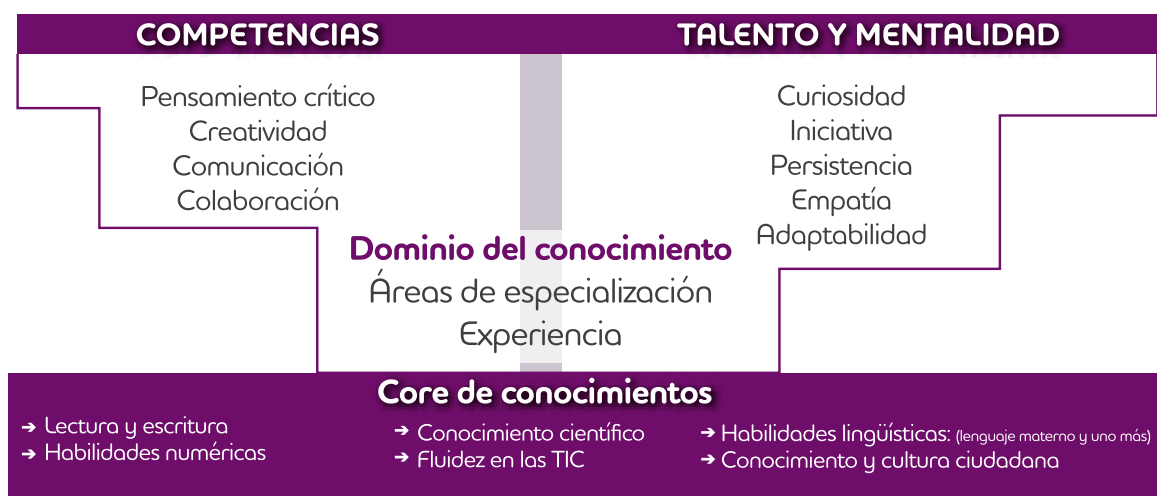 COMPETENCIAS
Pensamiento crítico
Creatividad
Comunicación
Colaboración
TALENTO Y MENTALIDAD
Curiosidad
Iniciativa
Persistencia
Empatía
Adaptabilidad
Dominio del conocimiento
Áreas de especialización
Experiencia
Core de conocimientos
➔ Lectura y escritura
➔ Habilidades numéricas
➔ Conocimiento científico
➔ Fluidez en las TIC
➔ Habilidades lingüísticas: (lenguaje materno y uno más)
➔ Conocimiento y cultura ciudadana